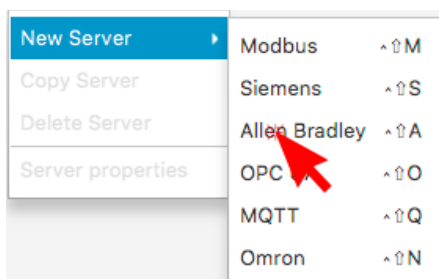 New Server
Copy Server
Delete Server
Server properties
Modbus ^⇧M
Siemens ^⇧S
Allen Bradley ^⇧A
OPC ^⇧O
MQTT ^⇧Q
Omron ^⇧N